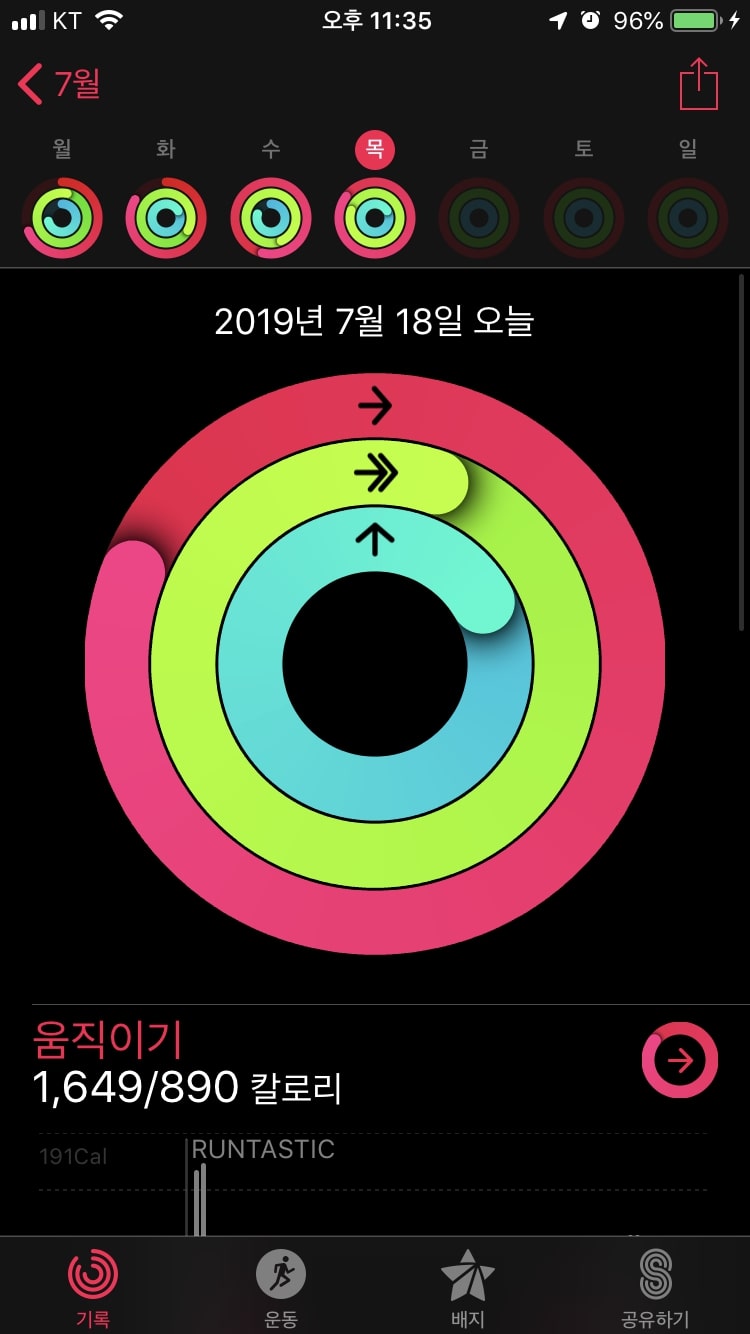 KT 오후 11:35 96%
7월
월 화 수 목 금 토 일
2019년 7월 18일 오늘
움직이기
1,649/890 칼로리
191Cal RUNTASTIC
기록 운동 배지 공유하기